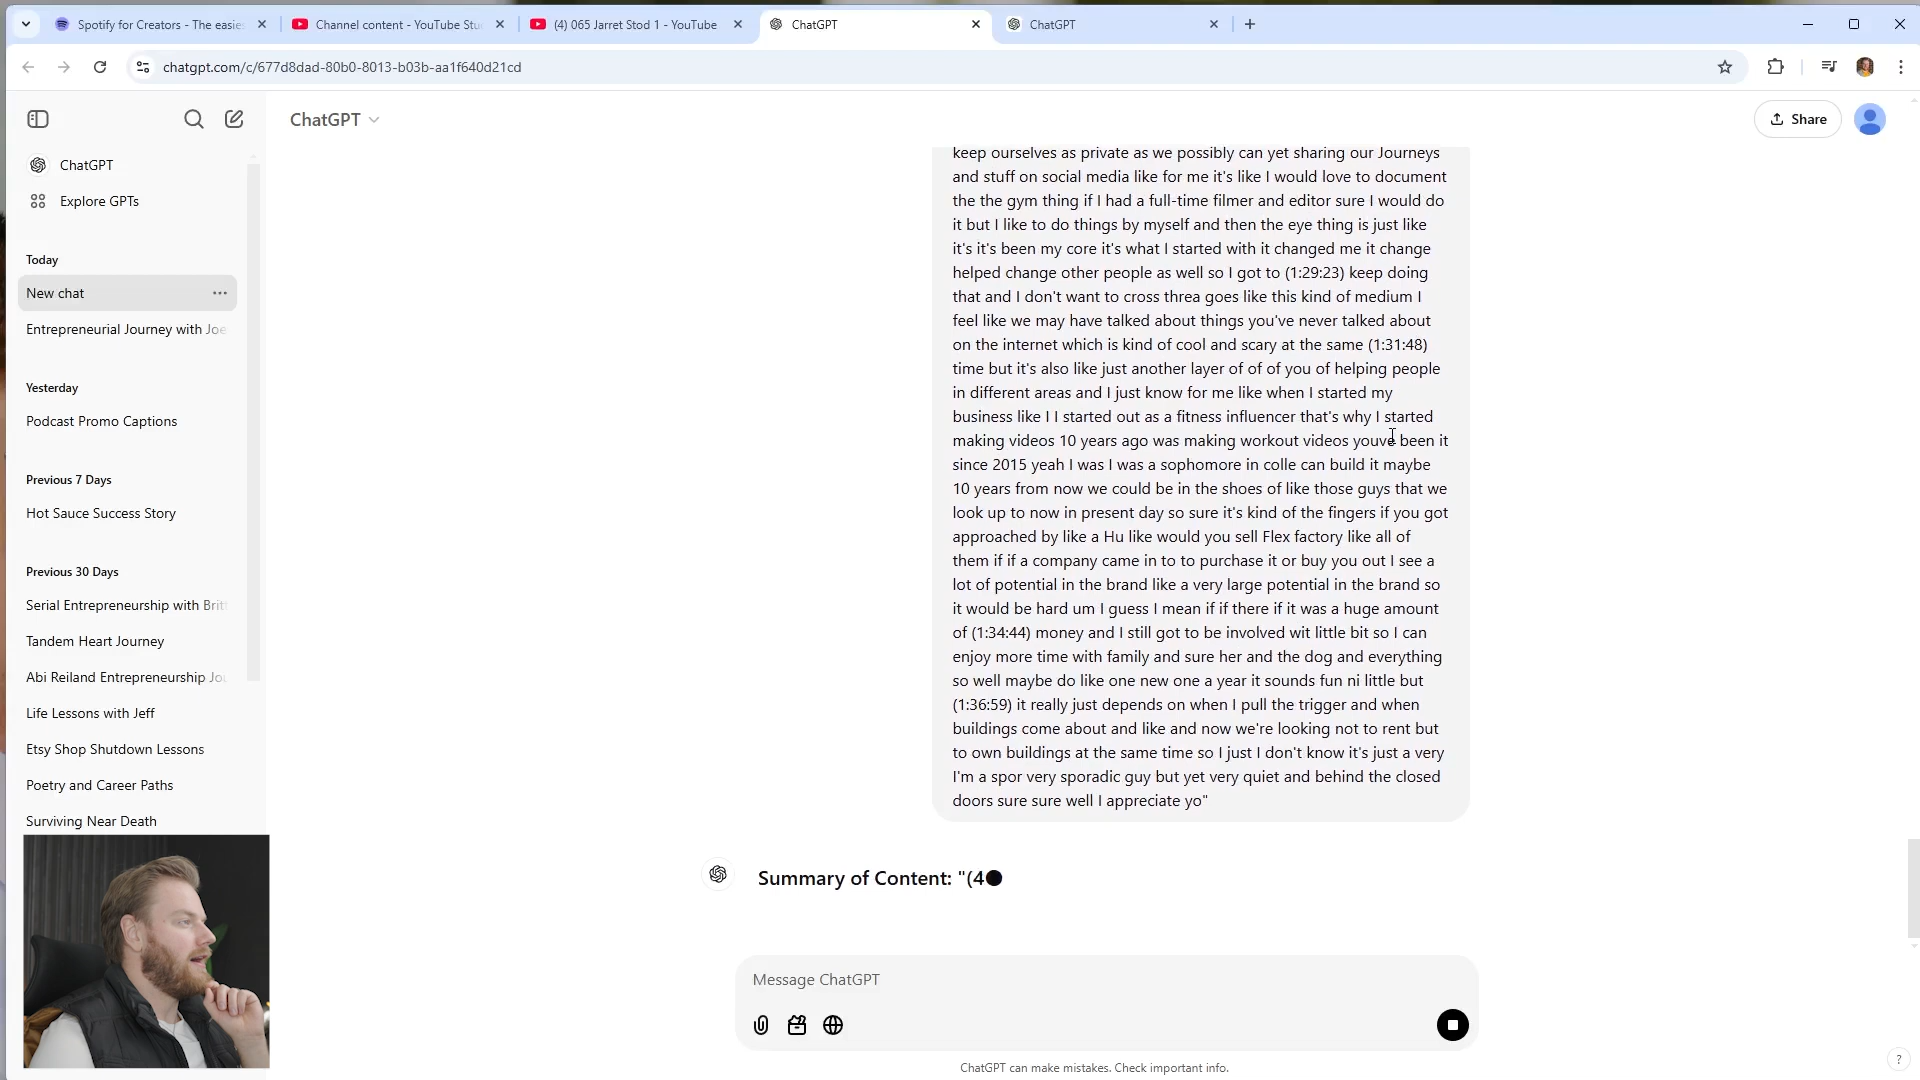 Spotify for Creators - The easies
Channel content - YouTube Stu
(4) 065 Jarret Stod 1 - YouTube
ChatGPT
ChatGPT
chatgpt.com/c/677d8dad-80b0-8013-b03b-aa1f640d21cd
ChatGPT
Share
ChatGPT
Explore GPTs
Today
New chat
Entrepreneurial Journey with Joe
Yesterday
Podcast Promo Captions
Previous 7 Days
Hot Sauce Success Story
Previous 30 Days
Serial Entrepreneurship with Britt
Tandem Heart Journey
Abi Reiland Entrepreneurship Jou
Life Lessons with Jeff
Etsy Shop Shutdown Lessons
Poetry and Career Paths
Surviving Near Death
keep ourselves as private as we possibly can yet sharing our Journeys
and stuff on social media like for me it's like I would love to document
the the gym thing if I had a full-time filmer and editor sure I would do
it but I like to do things by myself and then the eye thing is just like
it's it's been my core it's what I started with it changed me it change
helped change other people as well so I got to (1:29:23) keep doing
that and I don't want to cross threa goes like this kind of medium I
feel like we may have talked about things you've never talked about
on the internet which is kind of cool and scary at the same (1:31:48)
time but it's also like just another layer of of of you of helping people
in different areas and I just know for me like when I started my
business like I I started out as a fitness influencer that's why I started
making videos 10 years ago was making workout videos youve been it
since 2015 yeah I was I was a sophomore in colle can build it maybe
10 years from now we could be in the shoes of like those guys that we
look up to now in present day so sure it's kind of the fingers if you got
approached by like a Hu like would you sell Flex factory like all of
them if if a company came in to to purchase it or buy you out I see a
lot of potential in the brand like a very large potential in the brand so
it would be hard um I guess I mean if if there if it was a huge amount
of (1:34:44) money and I still got to be involved wit little bit so I can
enjoy more time with family and sure her and the dog and everything
so well maybe do like one new one a year it sounds fun ni little but
(1:36:59) it really just depends on when I pull the trigger and when
buildings come about and like and now we're looking not to rent but
to own buildings at the same time so I just I don't know it's just a very
I'm a spor very sporadic guy but yet very quiet and behind the closed
doors sure sure well I appreciate yo"
Summary of Content: "(4
Message ChatGPT
ChatGPT can make mistakes. Check important info.
?